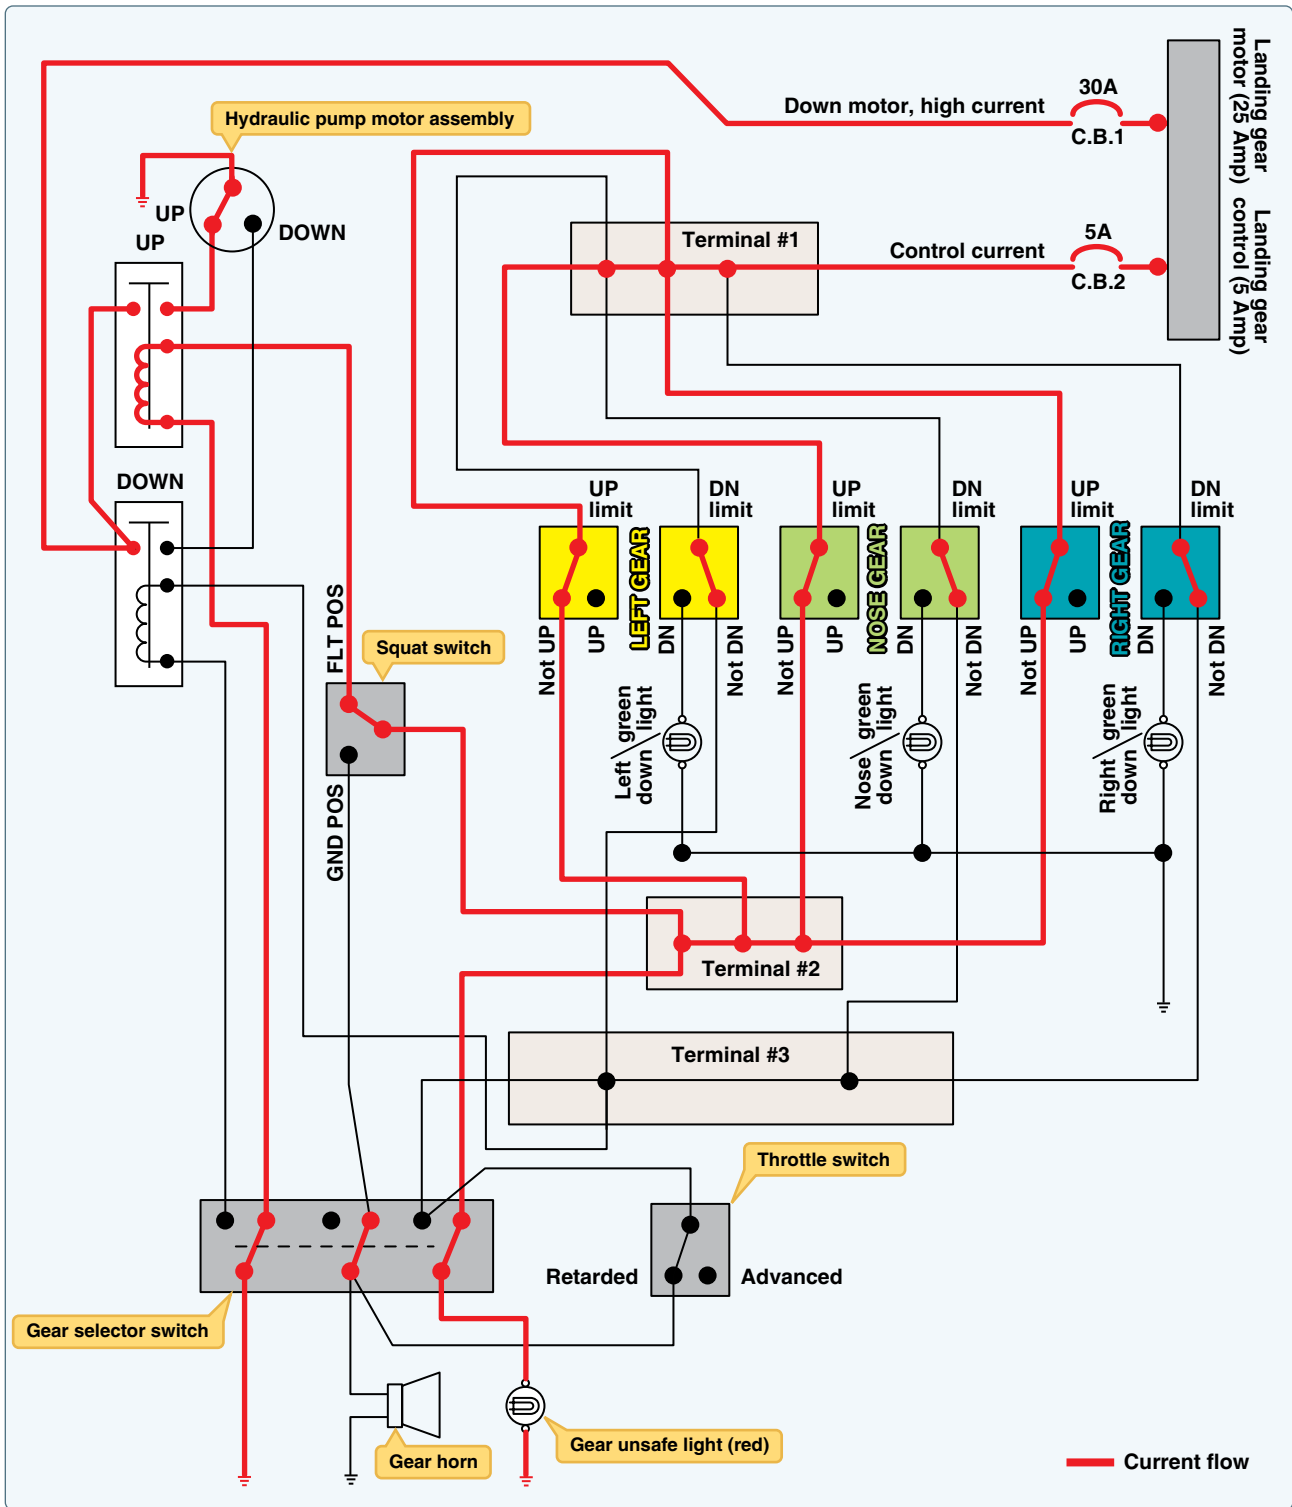 Landing gear
motor (25 Amp)
Landing gear
control (5 Amp)
30A
Down motor, high current
C.B.1
Hydraulic pump motor assembly
UP
DOWN
UP
Terminal #1
5A
Control current
C.B.2
DOWN
UP
limit
DN
limit
UP
limit
DN
limit
UP
limit
DN
limit
LEFT GEAR
NOSE GEAR
RIGHT GEAR
FLT POS
Squat switch
Not UP
UP
DN
Not DN
Not UP
UP
DN
Not DN
Not UP
UP
DN
Not DN
Left green
down light
Nose green
down light
Right green
down light
GND POS
Terminal #2
Terminal #3
Throttle switch
Retarded
Advanced
Gear selector switch
Gear horn
Gear unsafe light (red)
Current flow